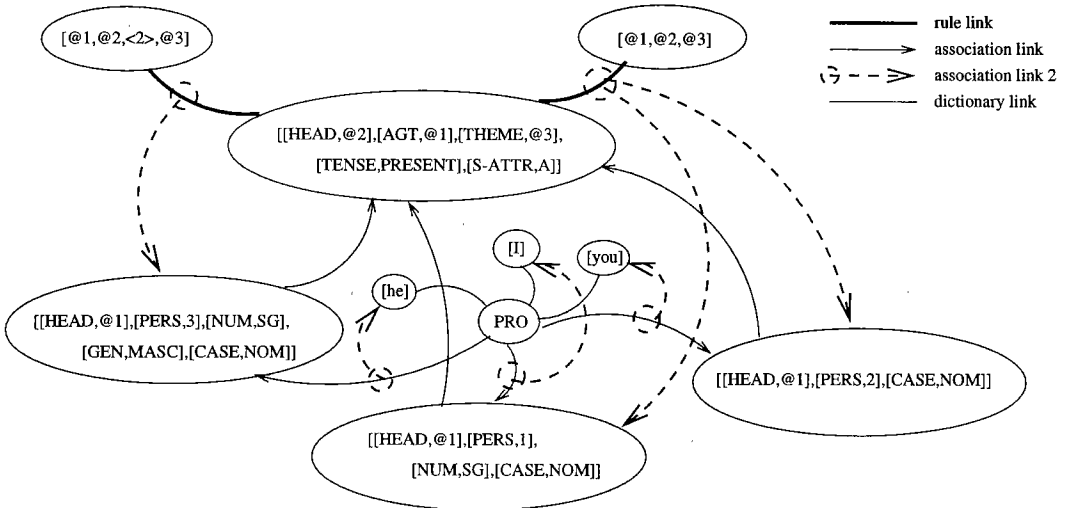 [@1,@2,<2>,@3]
[@1,@2,@3]
rule link
association link
association link 2
dictionary link
[[HEAD,@2],[AGT,@1],[THEME,@3],
[TENSE,PRESENT],[S-ATTR,A]]
[I]
[you]
[he]
PRO
[[HEAD,@1],[PERS,3],[NUM,SG],
[GEN,MASC],[CASE,NOM]]
[[HEAD,@1],[PERS,2],[CASE,NOM]]
[[HEAD,@1],[PERS,1],
[NUM,SG],[CASE,NOM]]